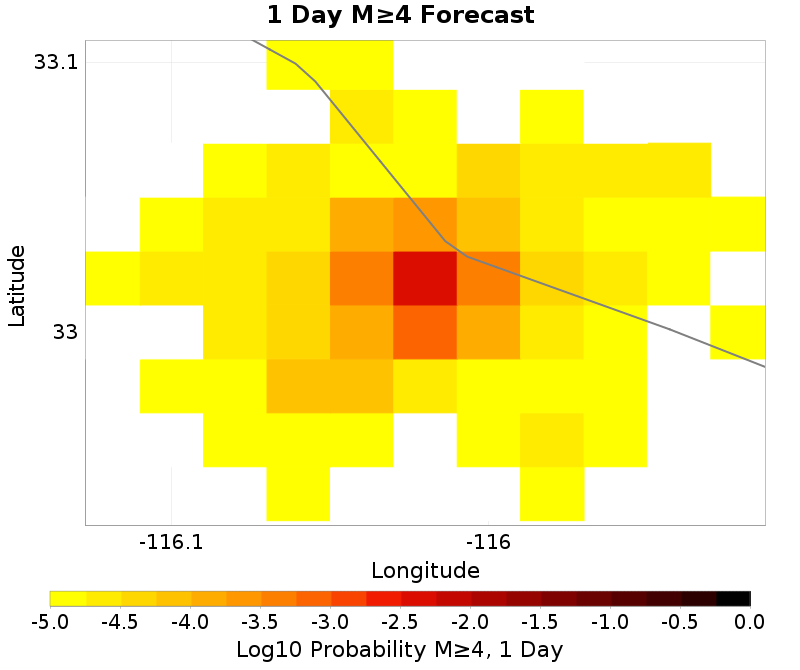 1 Day M≥4 Forecast
33.1
33
Latitude
-116.1 -116
Longitude
-5.0 -4.5 -4.0 -3.5 -3.0 -2.5 -2.0 -1.5 -1.0 -0.5 0.0
Log10 Probability M≥4, 1 Day